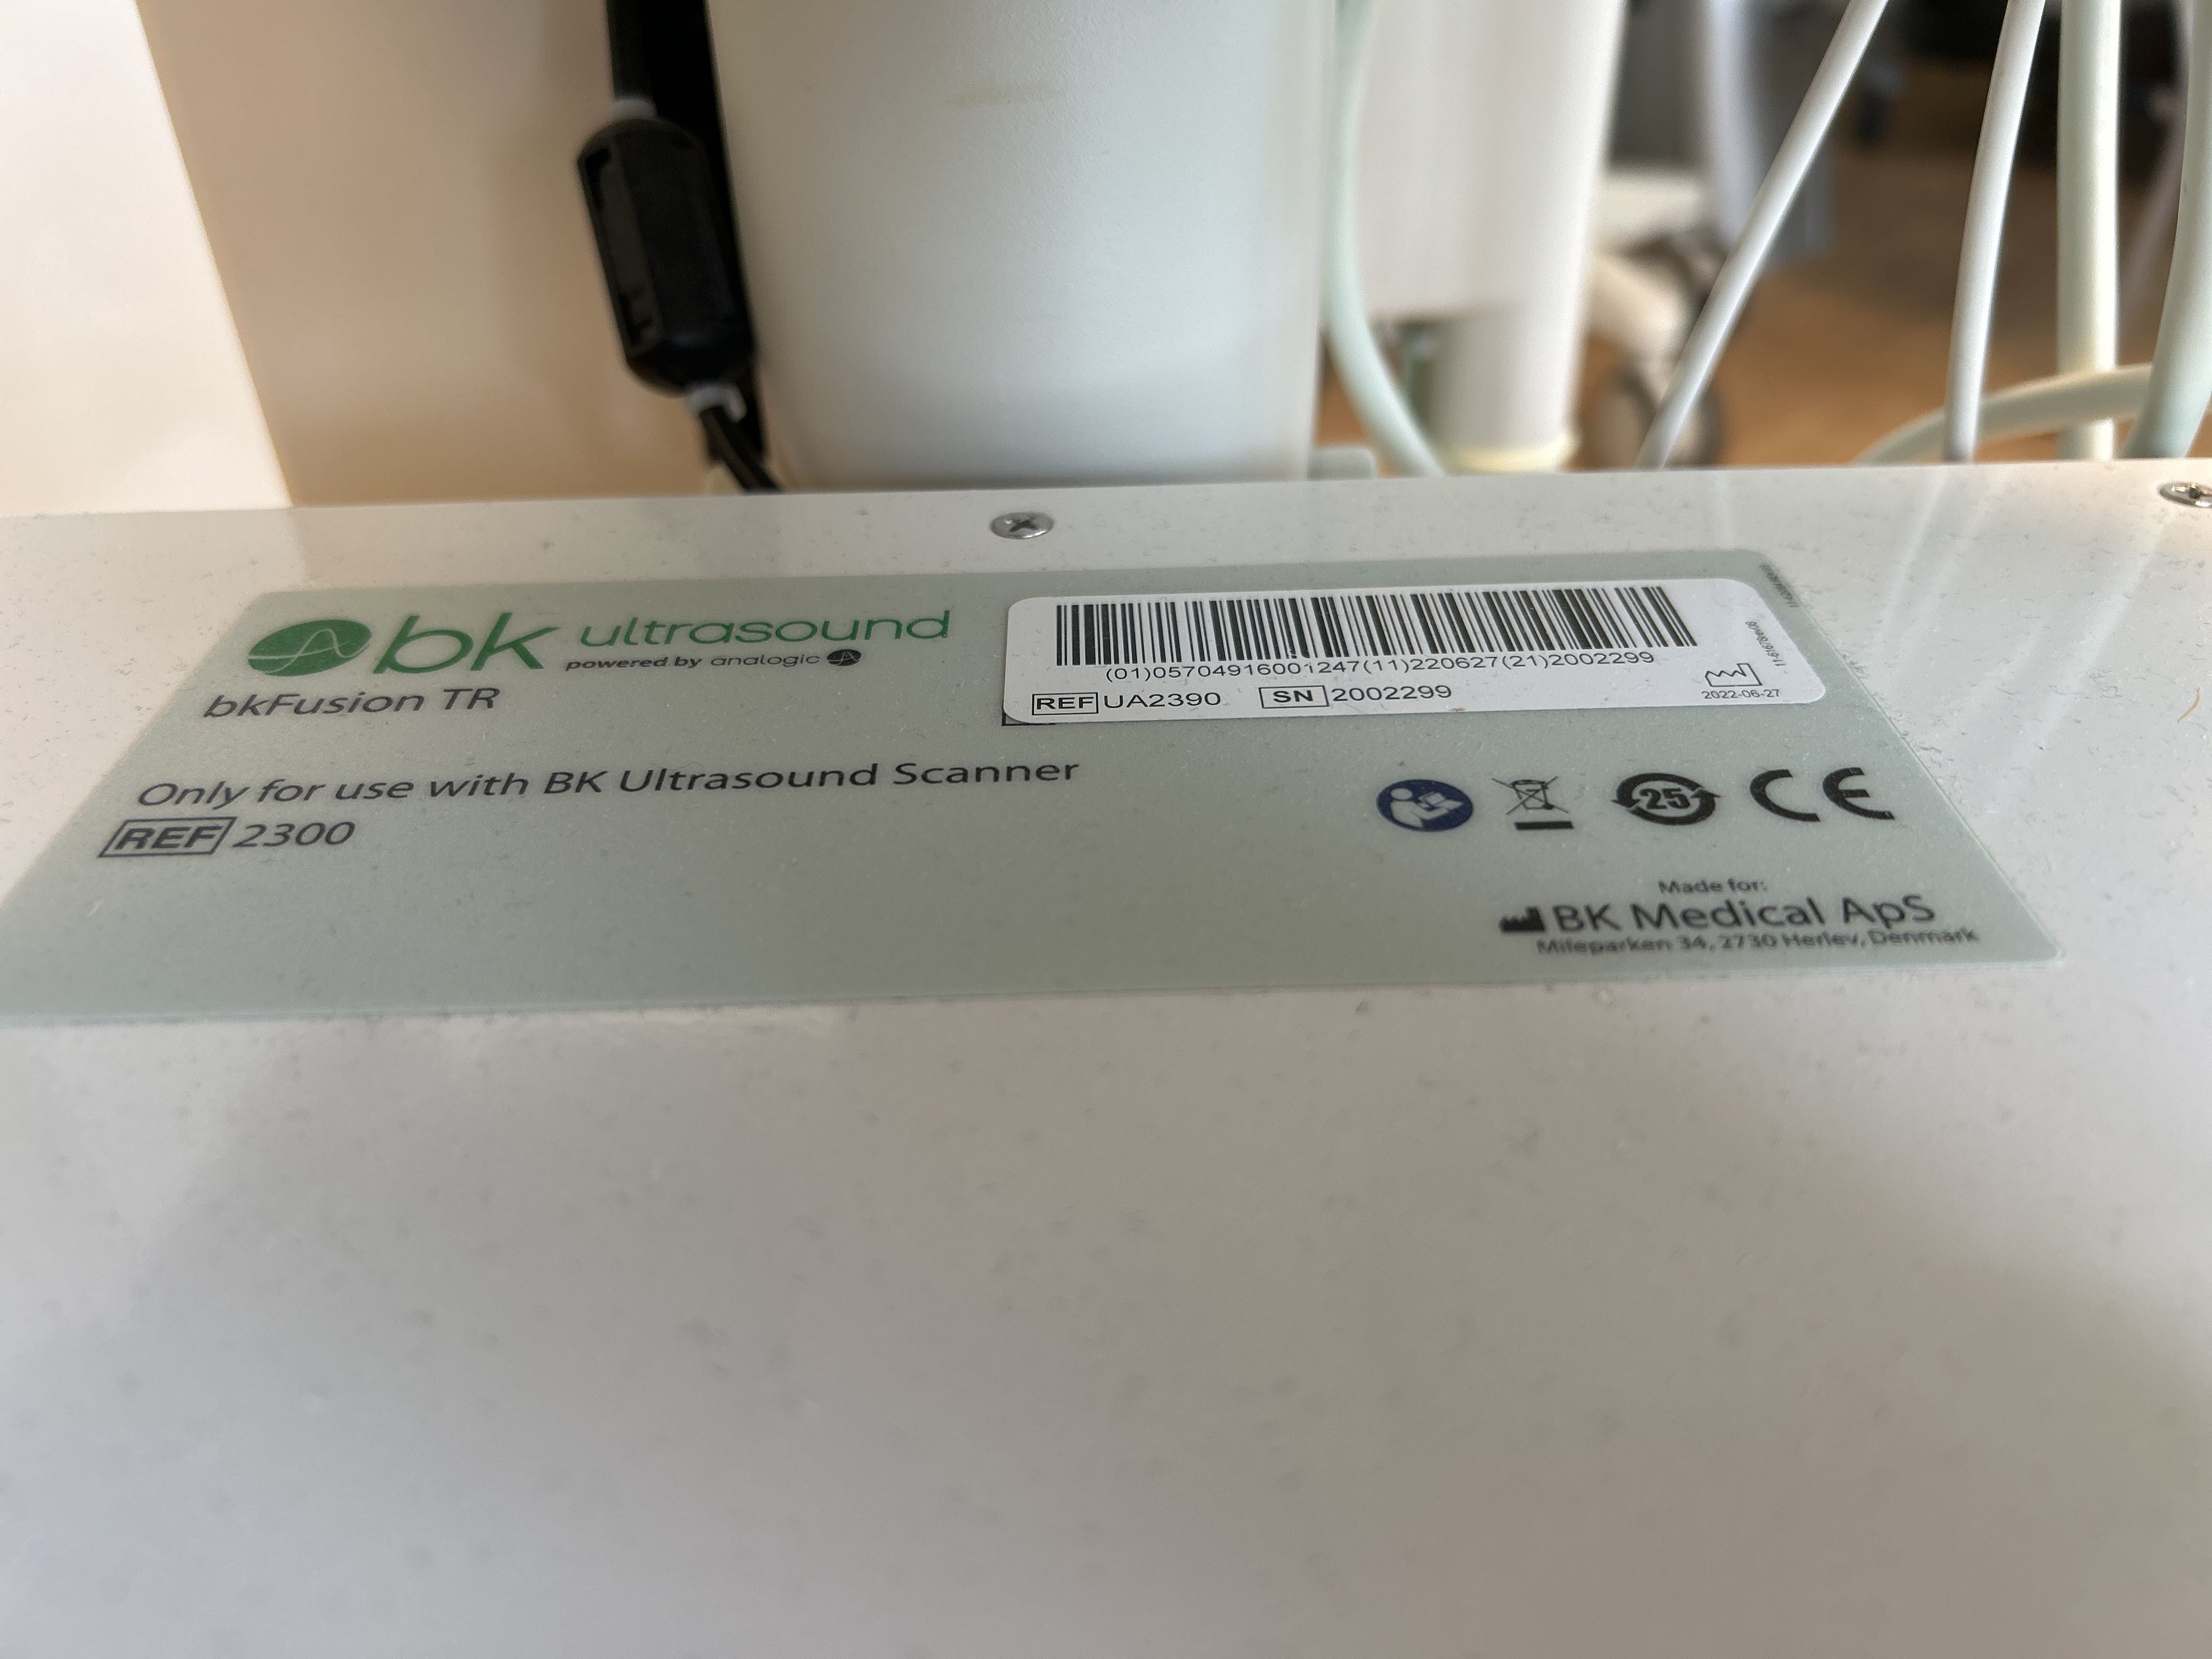 bk ultrasound
powered by analogic
bkFusion TR
(01)05704916001247(11)220627(21)2002299
REF UA2390 SN 2002299
2022-06-27
Only for use with BK Ultrasound Scanner
REF 2300
25
CE
Made for:
BK Medical ApS
Mileparken 34, 2730 Herlev, Denmark